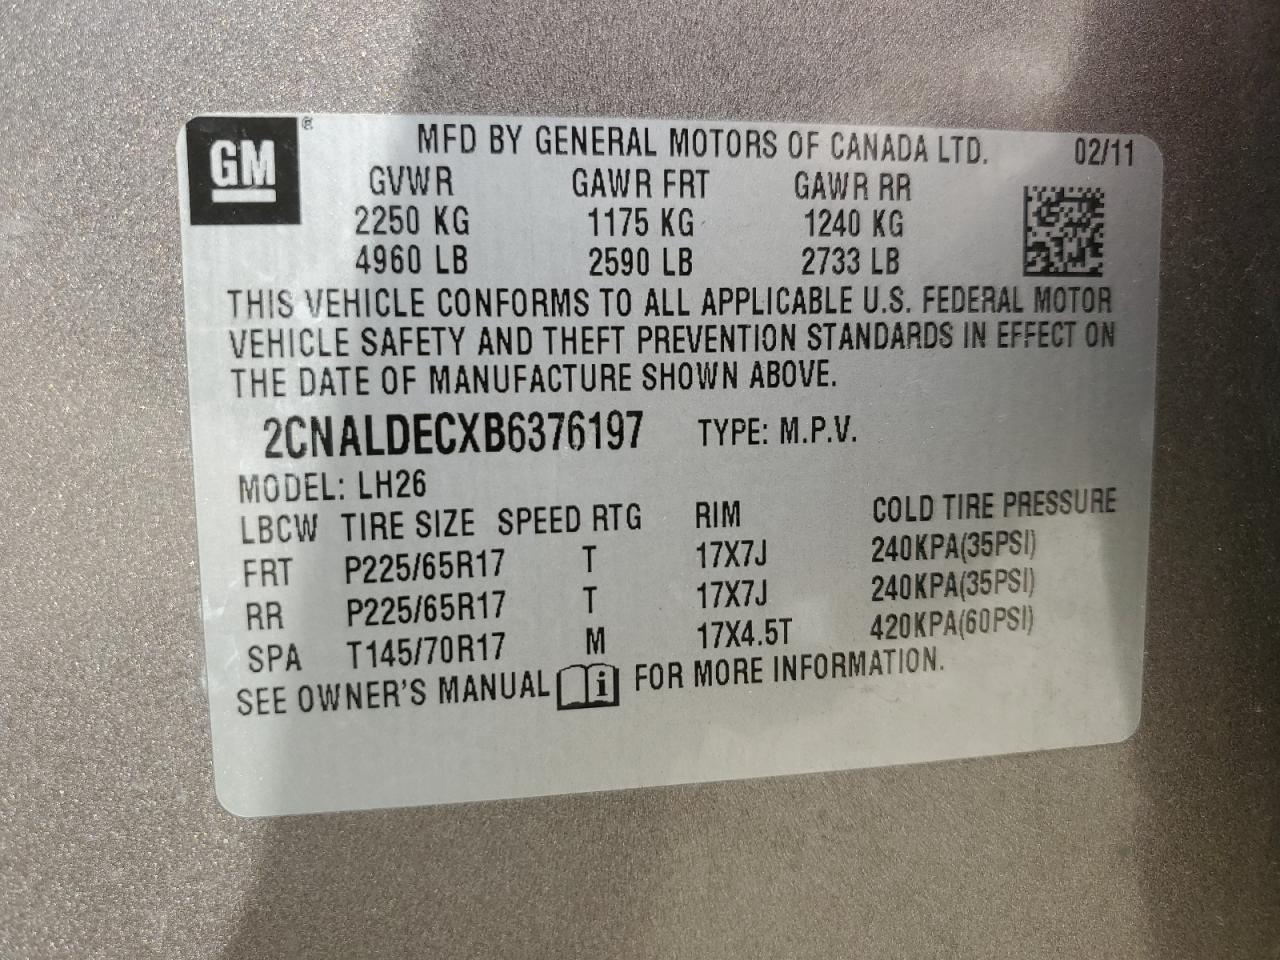 GM ®
MFD BY GENERAL MOTORS OF CANADA LTD. 02/11
GVWR GAWR FRT GAWR RR
2250 KG 1175 KG 1240 KG
4960 LB 2590 LB 2733 LB
THIS VEHICLE CONFORMS TO ALL APPLICABLE U.S. FEDERAL MOTOR
VEHICLE SAFETY AND THEFT PREVENTION STANDARDS IN EFFECT ON
THE DATE OF MANUFACTURE SHOWN ABOVE.
2CNALDECXB6376197 TYPE: M.P.V.
MODEL: LH26
LBCW TIRE SIZE SPEED RTG RIM COLD TIRE PRESSURE
FRT P225/65R17 T 17X7J 240KPA(35PSI)
RR P225/65R17 T 17X7J 240KPA(35PSI)
SPA T145/70R17 M 17X4.5T 420KPA(60PSI)
SEE OWNER'S MANUAL i FOR MORE INFORMATION.